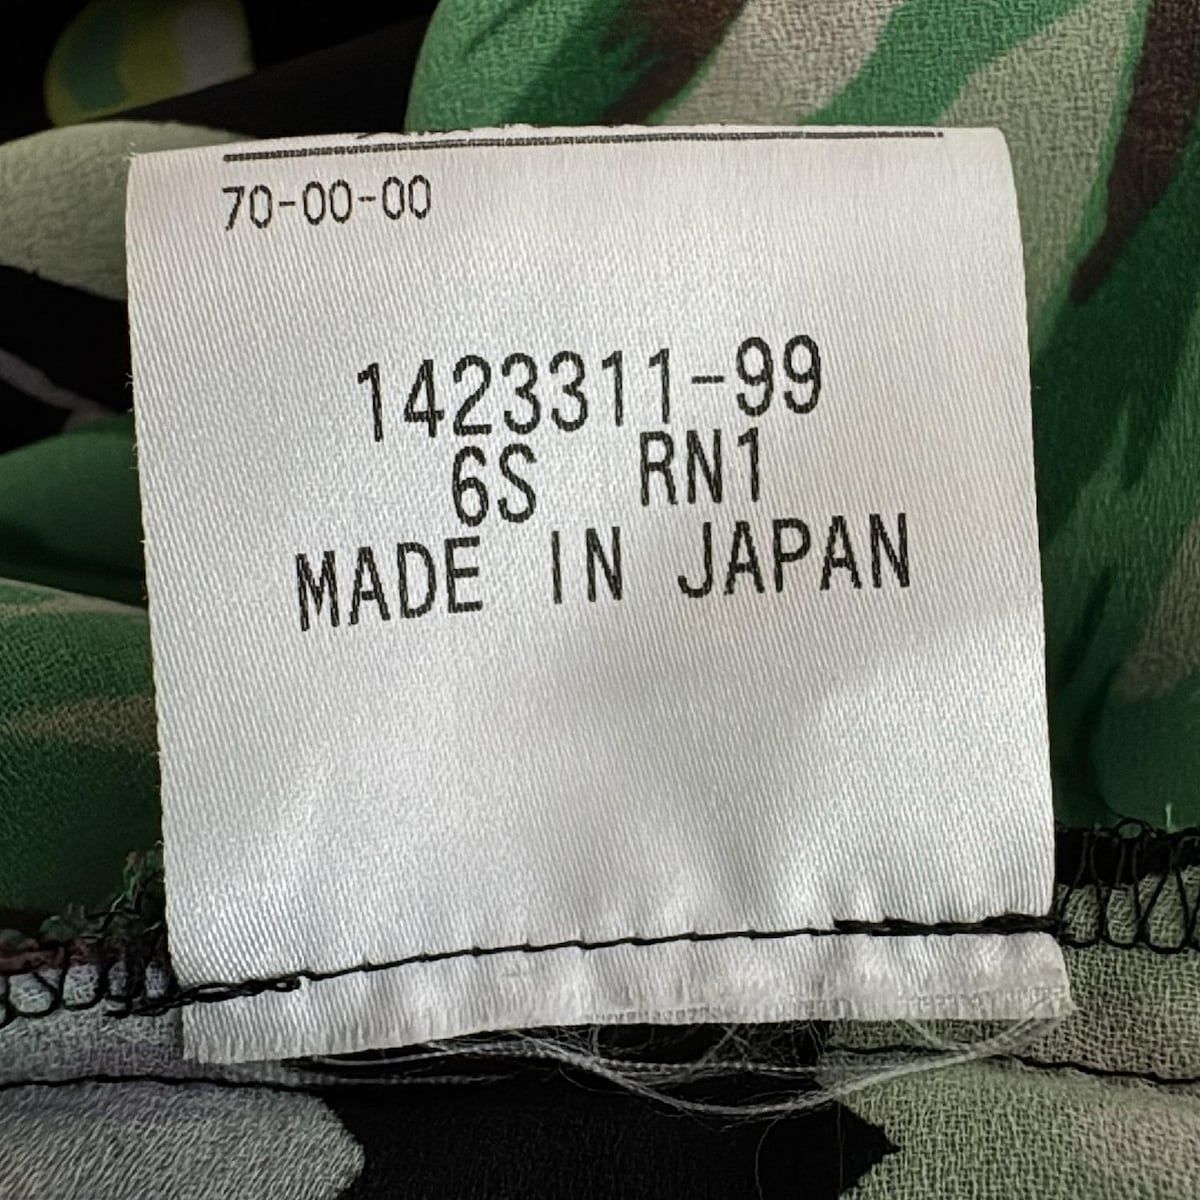 70-00-00
1423311-99
6S RN1
MADE IN JAPAN